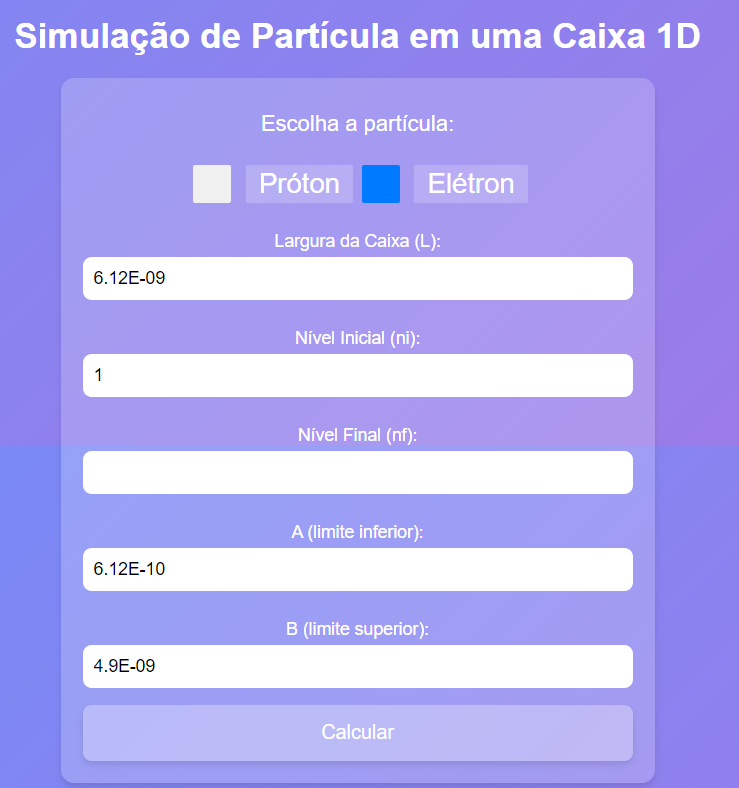 Simulação de Partícula em uma Caixa 1D
Escolha a partícula:
Próton Elétron
Largura da Caixa (L):
6.12E-09
Nível Inicial (ni):
1
Nível Final (nf):
A (limite inferior):
6.12E-10
B (limite superior):
4.9E-09
Calcular